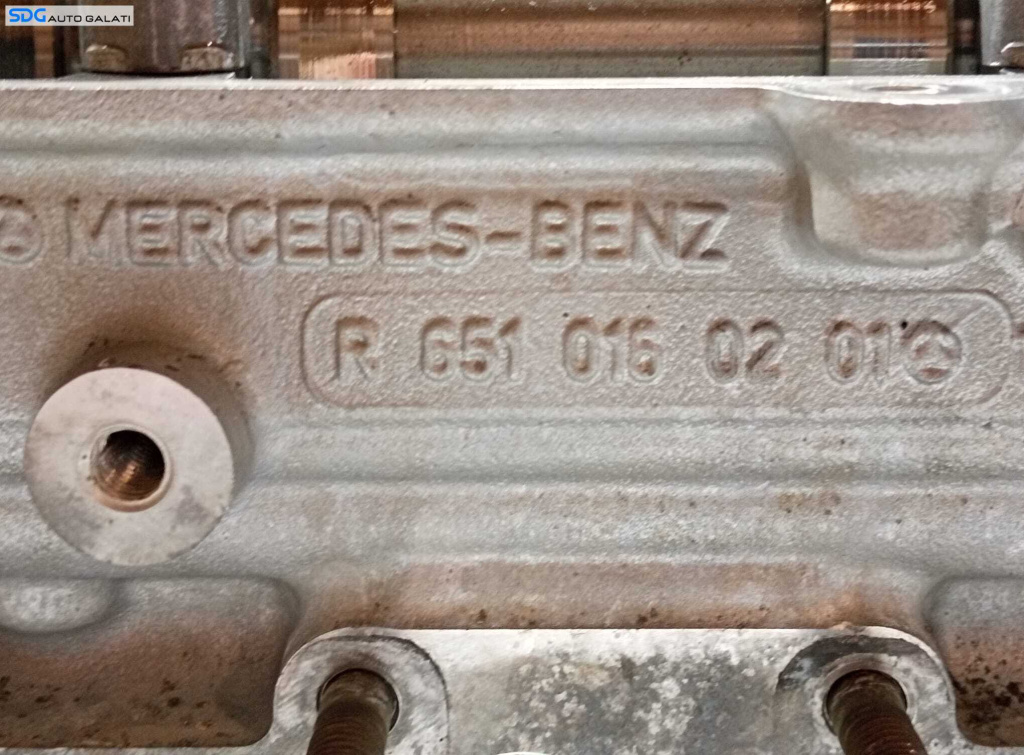 SDG AUTO GALATI
MERCEDES-BENZ
R 651 016 02 01